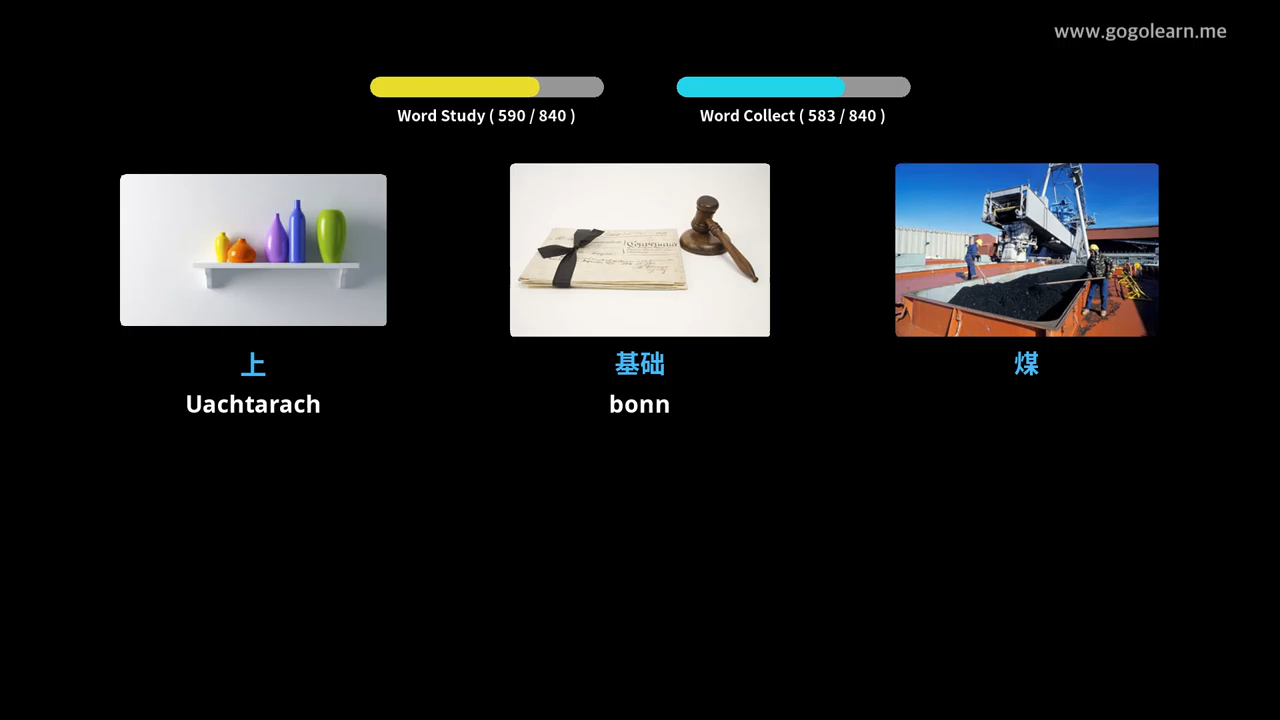 www.gogolearn.me
Word Study ( 590 / 840 )
Word Collect ( 583 / 840 )
上
Uachtarach
基础
bonn
煤